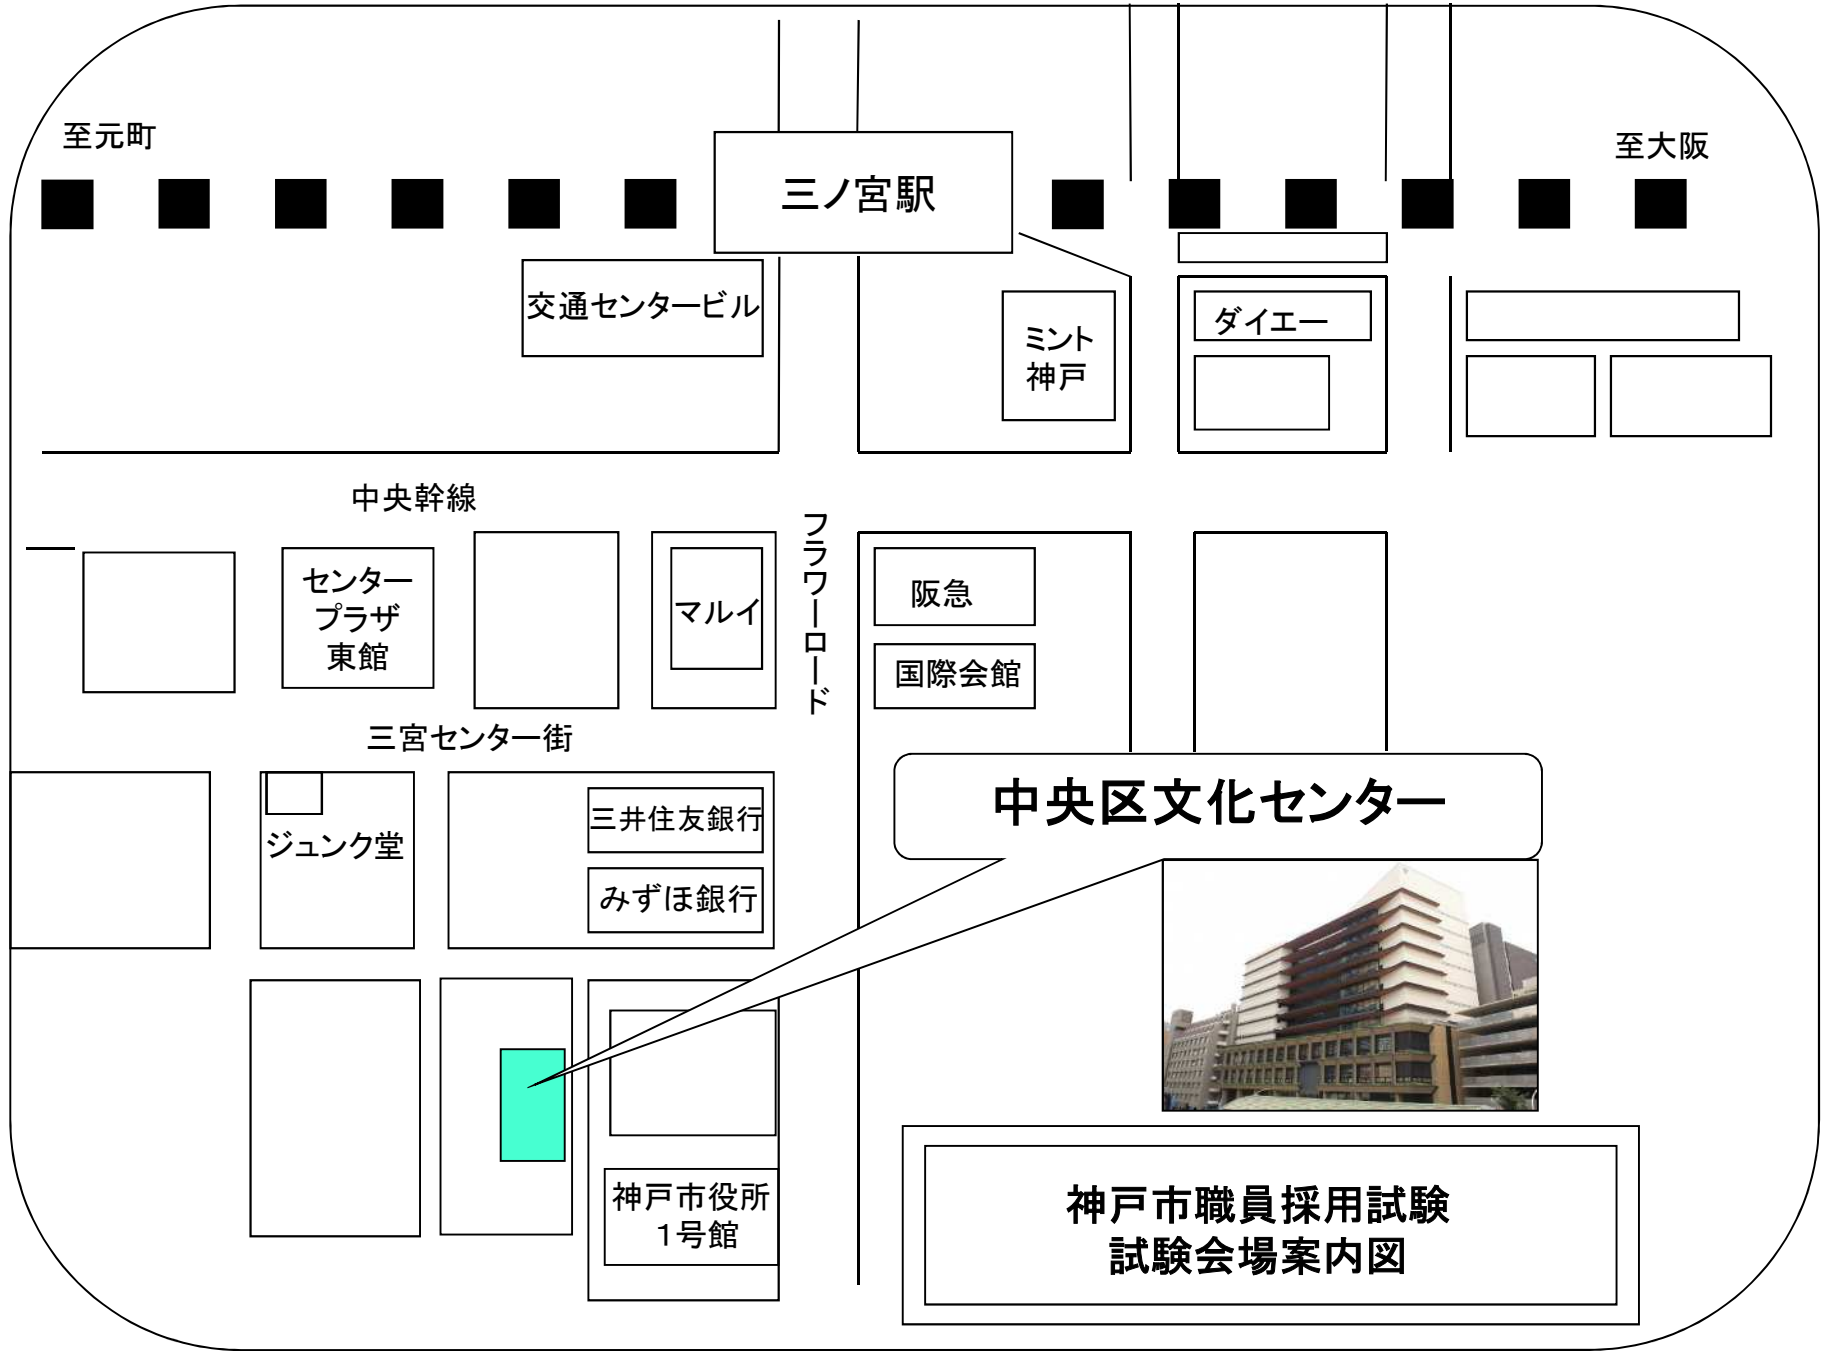 至元町
至大阪
三ノ宮駅
交通センタービル
ミント
神戸
ダイエー
中央幹線
フラワーロード
センター
プラザ
東館
マルイ
阪急
国際会館
三宮センター街
ジュンク堂
三井住友銀行
みずほ銀行
中央区文化センター
神戸市役所
１号館
神戸市職員採用試験
試験会場案内図